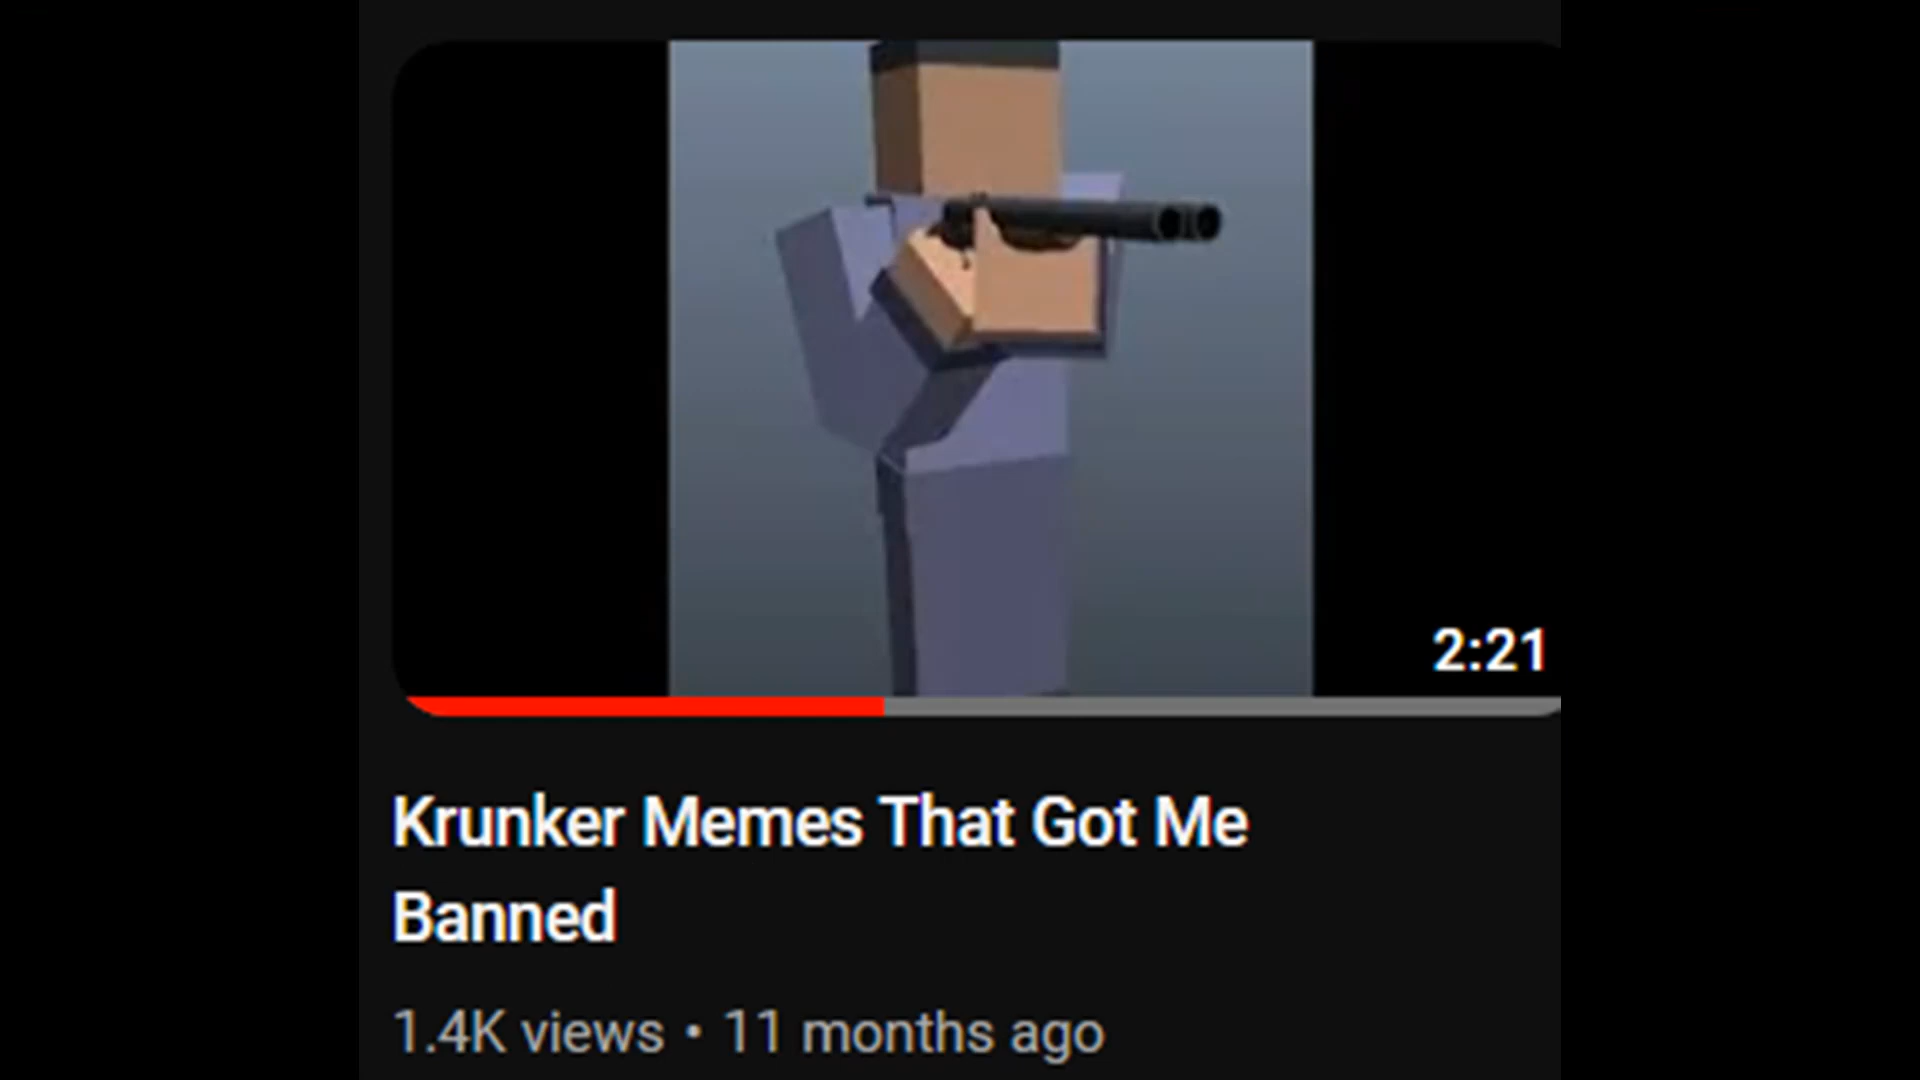 2:21
Krunker Memes That Got Me
Banned
1.4K views • 11 months ago